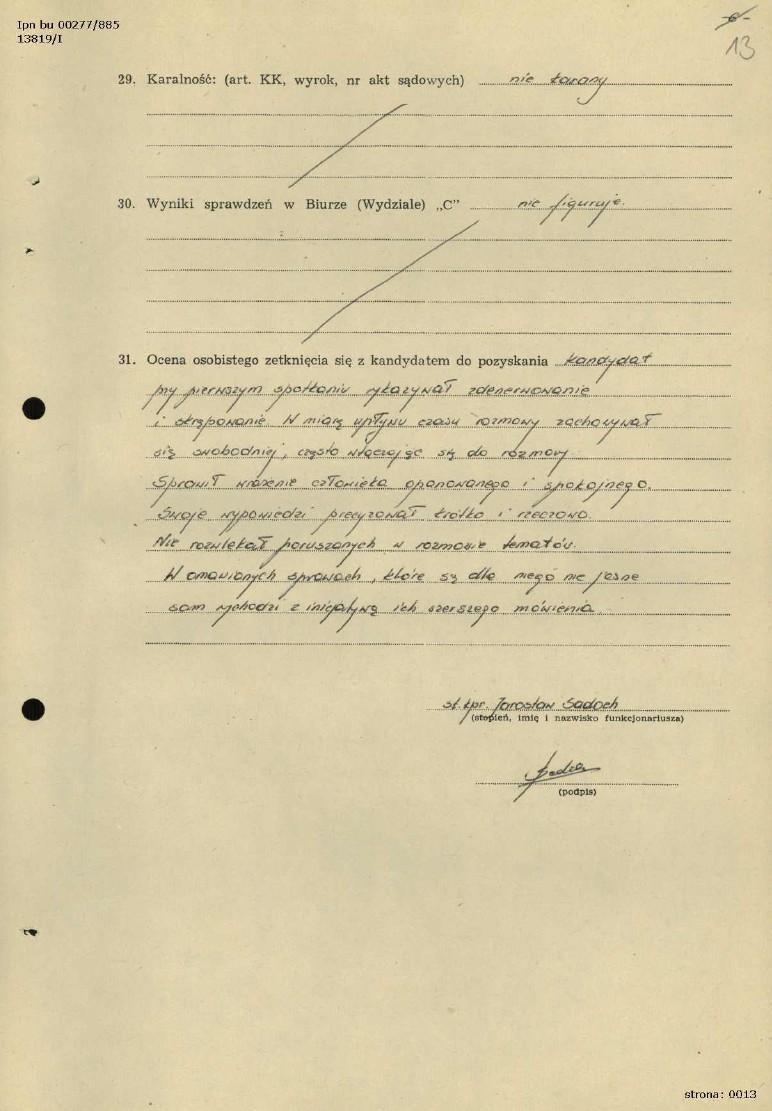 Ipn bu 00277/885
13819/I
6
13
29. Karalność: (art. KK, wyrok, nr akt sądowych) nie karany
30. Wyniki sprawdzeń w Biurze (Wydziale) „C” nie figuruje.
31. Ocena osobistego zetknięcia się z kandydatem do pozyskania kandydat
przy pierwszym spotkaniu wykazywał zdenerwowanie
i skrępowanie. W miarę upływu czasu rozmowy zachowywał
się swobodniej, często włączając się do rozmowy.
Sprawił wrażenie człowieka opanowanego i spokojnego.
Swoje wypowiedzi precyzował krótko i rzeczowo.
Nie rozwlekał poruszanych w rozmowie tematów.
W omawianych sprawach, które są dla niego nie jasne
sam wychodzi z inicjatywą ich szerszego mówienia
st. kpr. Jarosław Sadoch
(stopień, imię i nazwisko funkcjonariusza)
(podpis)
strona: 0013